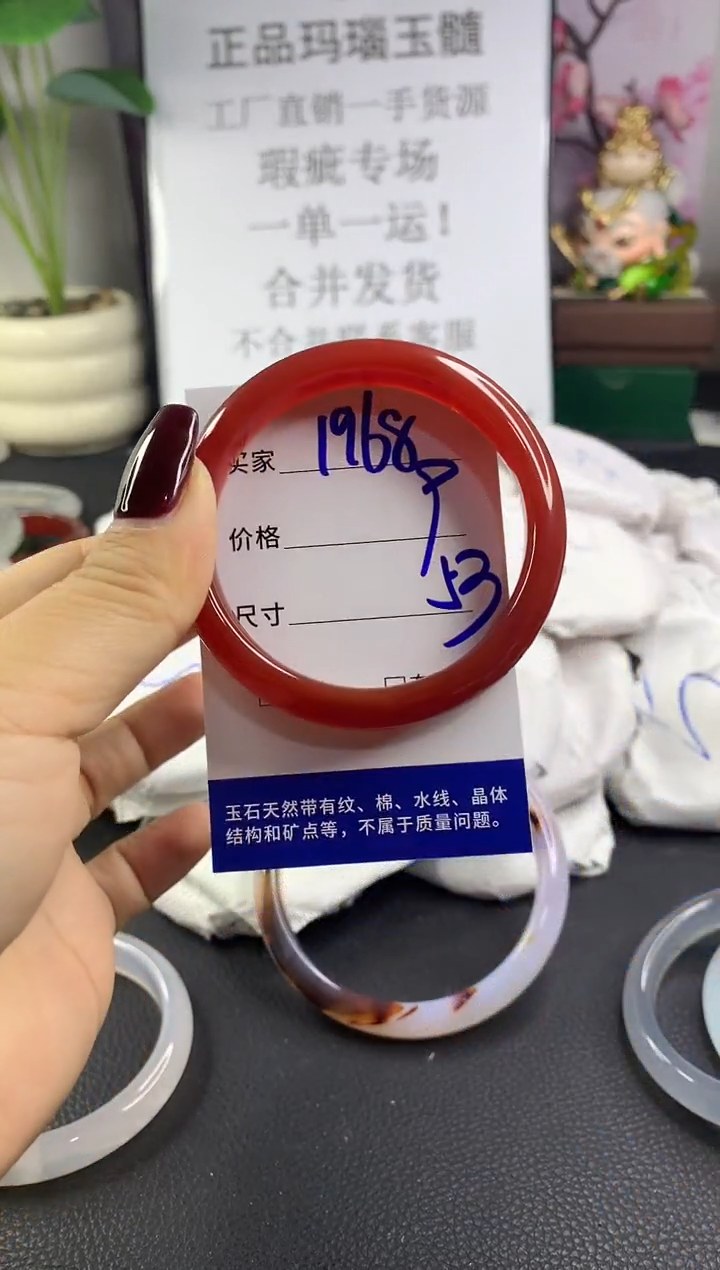 正品玛瑙玉髓
工厂直销一手货源
瑕疵专场
一单一运!
合并发货
买家 1968
价格
尺寸 53
玉石天然带有纹、棉、水线、晶体
结构和矿点等,不属于质量问题。